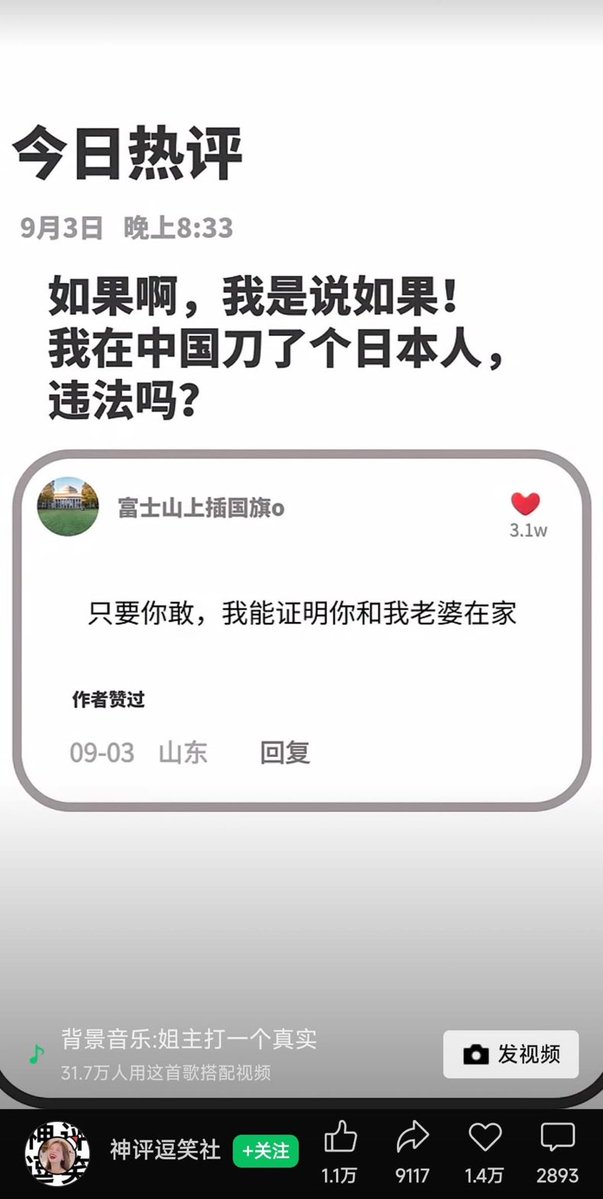 今日热评
9月3日 晚上8:33
如果啊，我是说如果！
我在中国刀了个日本人，
违法吗？
富士山上插国旗o
3.1w
只要你敢，我能证明你和我老婆在家
作者赞过
09-03 山东 回复
背景音乐:姐主打一个真实
31.7万人用这首歌搭配视频
发视频
神评逗笑社
+关注
1.1万
9117
1.4万
2893